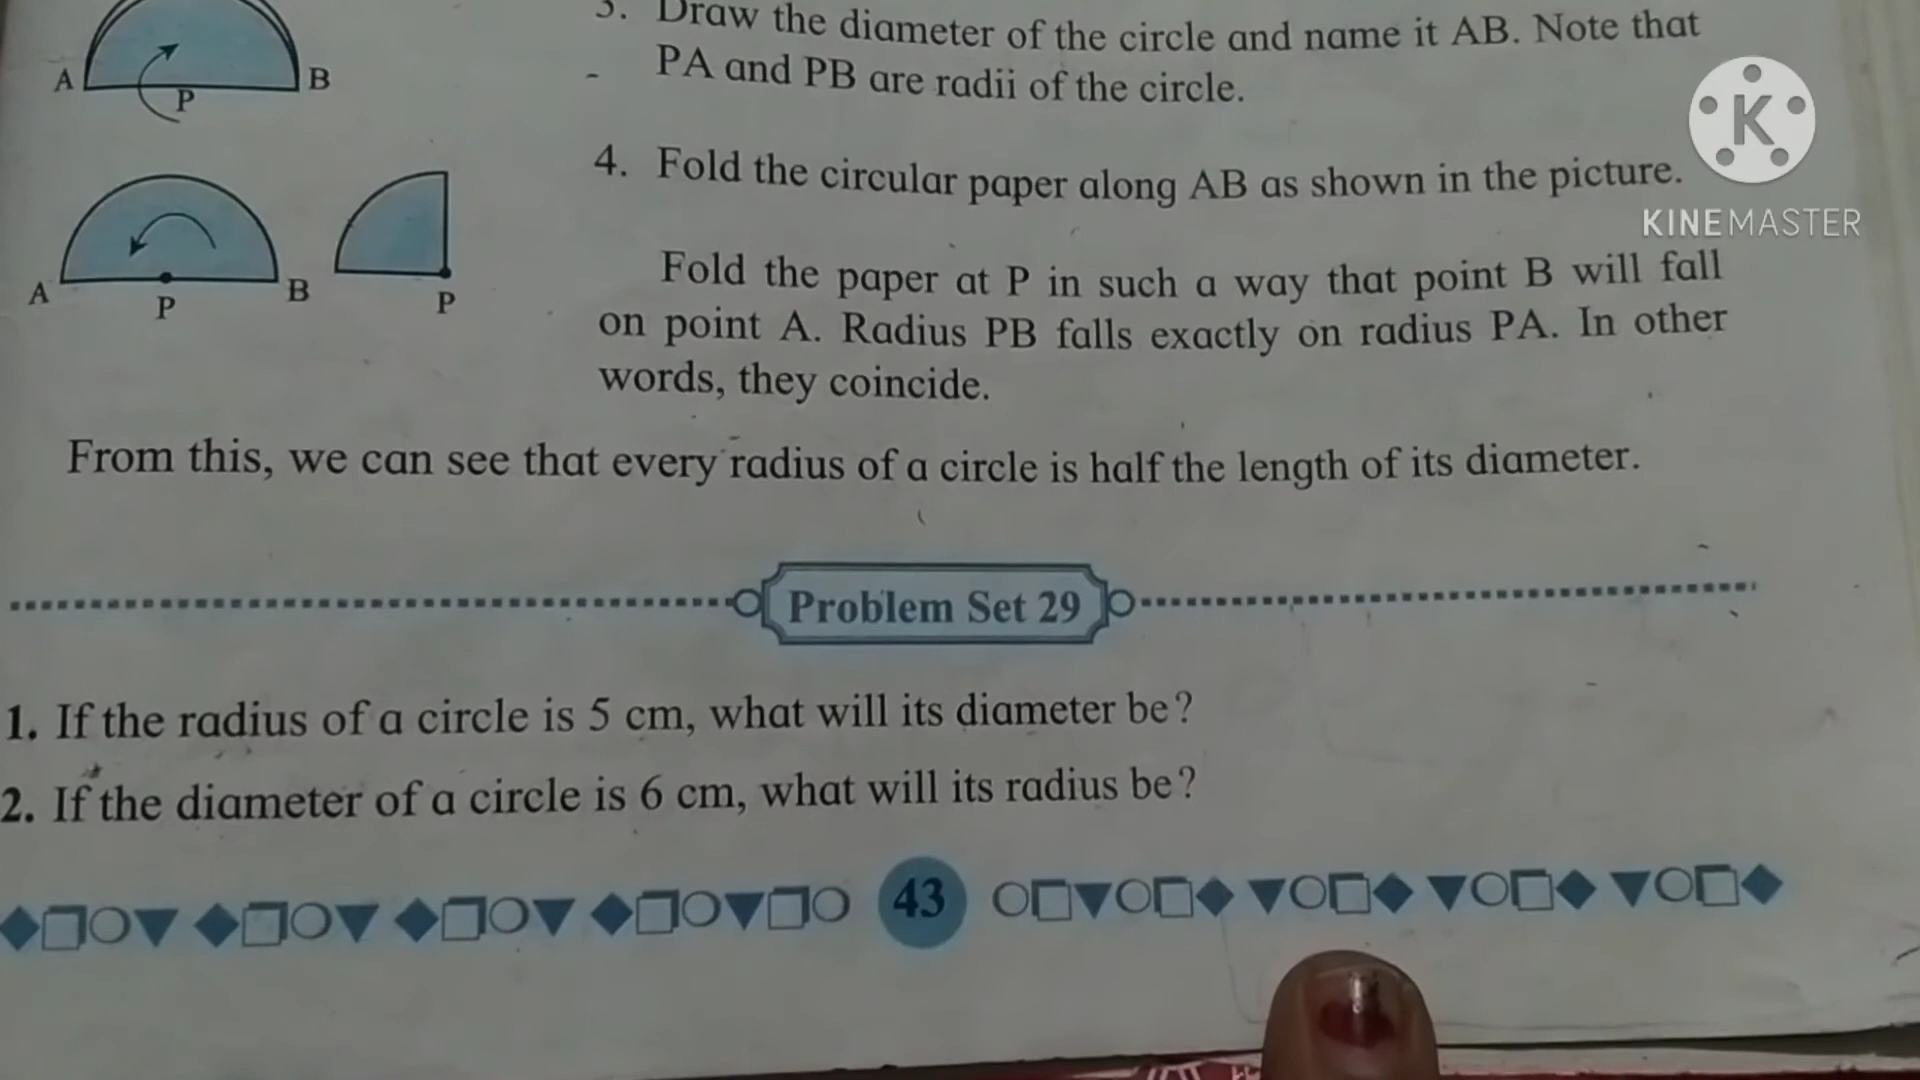 3. Draw the diameter of the circle and name it AB. Note that
PA and PB are radii of the circle.
A P B
4. Fold the circular paper along AB as shown in the picture.
KINEMASTER
Fold the paper at P in such a way that point B will fall
on point A. Radius PB falls exactly on radius PA. In other
words, they coincide.
A P B P
From this, we can see that every radius of a circle is half the length of its diameter.
Problem Set 29
1. If the radius of a circle is 5 cm, what will its diameter be?
2. If the diameter of a circle is 6 cm, what will its radius be?
43